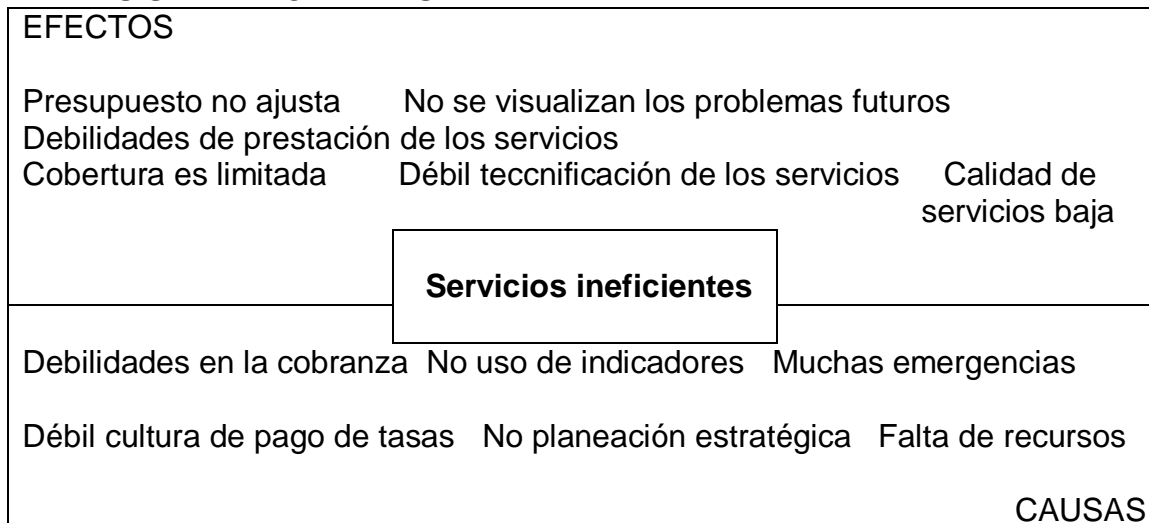 EFECTOS
Presupuesto no ajusta No se visualizan los problemas futuros
Debilidades de prestación de los servicios
Cobertura es limitada Débil teccnificación de los servicios Calidad de
servicios baja
Servicios ineficientes
Debilidades en la cobranza No uso de indicadores Muchas emergencias
Débil cultura de pago de tasas No planeación estratégica Falta de recursos
CAUSAS